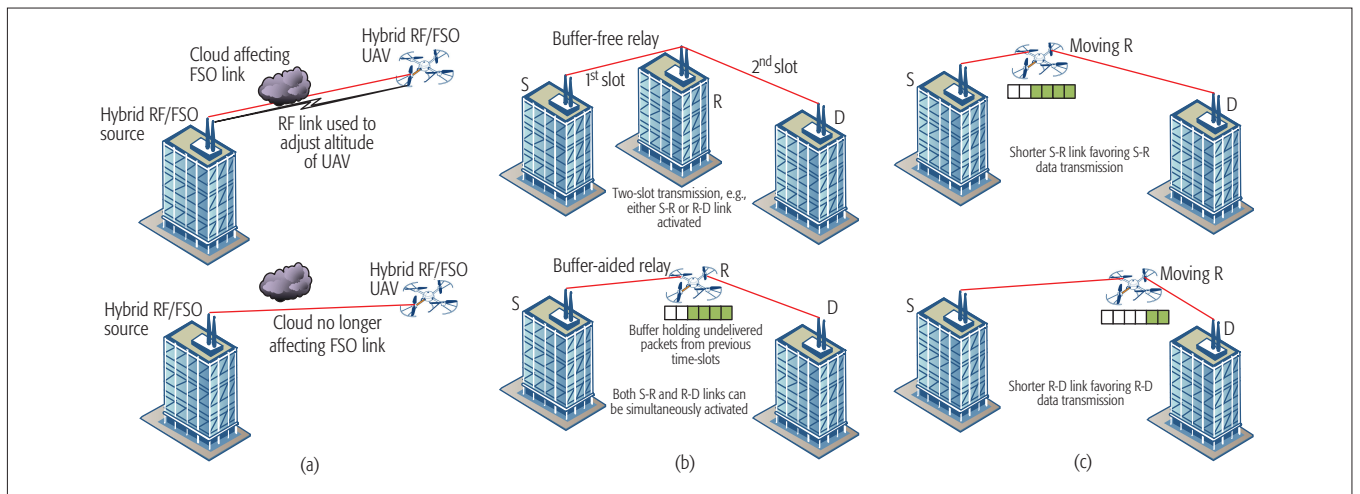 Cloud affecting
FSO link
Hybrid RF/FSO
UAV
Hybrid RF/FSO
source
RF link used to
adjust altitude
of UAV
Hybrid RF/FSO
UAV
Hybrid RF/FSO
source
Cloud no longer
affecting FSO link
(a)
Buffer-free relay
S
1st slot
2nd slot
R
D
Two-slot transmission, e.g.,
either S-R or R-D link
activated
Buffer-aided relay
R
S
D
Buffer holding undelivered
packets from previous
time-slots
Both S-R and R-D links can
be simultaneously activated
(b)
Moving R
S
D
Shorter S-R link favoring S-R
data transmission
Moving R
S
D
Shorter R-D link favoring R-D
data transmission
(c)